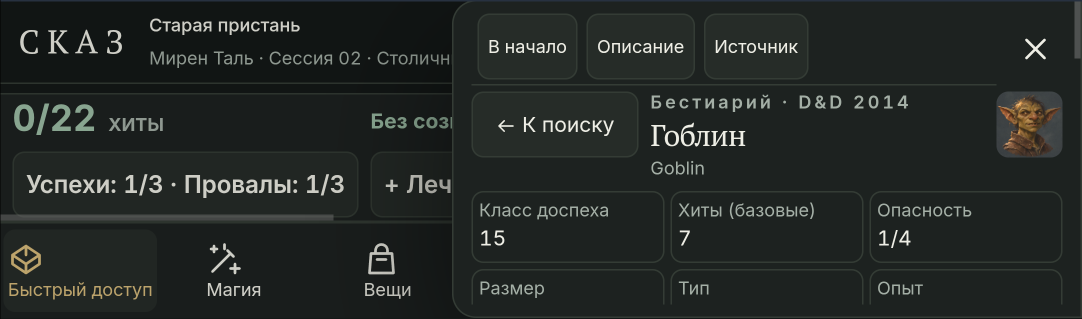 СКАЗ
Старая пристань
Мирен Таль · Сессия 02 · Столичн
0/22 хиты
Без соз
Успехи: 1/3 · Провалы: 1/3
+ Леч
Быстрый доступ
Магия
Вещи
В начало
Описание
Источник
← К поиску
Бестиарий · D&D 2014
Гоблин
Goblin
Класс доспеха
15
Хиты (базовые)
7
Опасность
1/4
Размер
Тип
Опыт